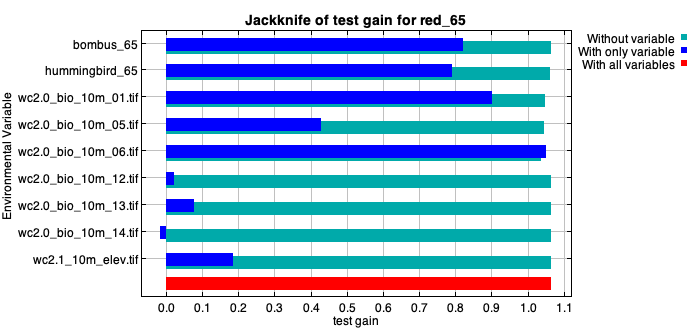 Jackknife of test gain for red_65
Without variable
With only variable
With all variables
Environmental Variable
bombus_65
hummingbird_65
wc2.0_bio_10m_01.tif
wc2.0_bio_10m_05.tif
wc2.0_bio_10m_06.tif
wc2.0_bio_10m_12.tif
wc2.0_bio_10m_13.tif
wc2.0_bio_10m_14.tif
wc2.1_10m_elev.tif
0.0 0.1 0.2 0.3 0.4 0.5 0.6 0.7 0.8 0.9 1.0 1.1
test gain